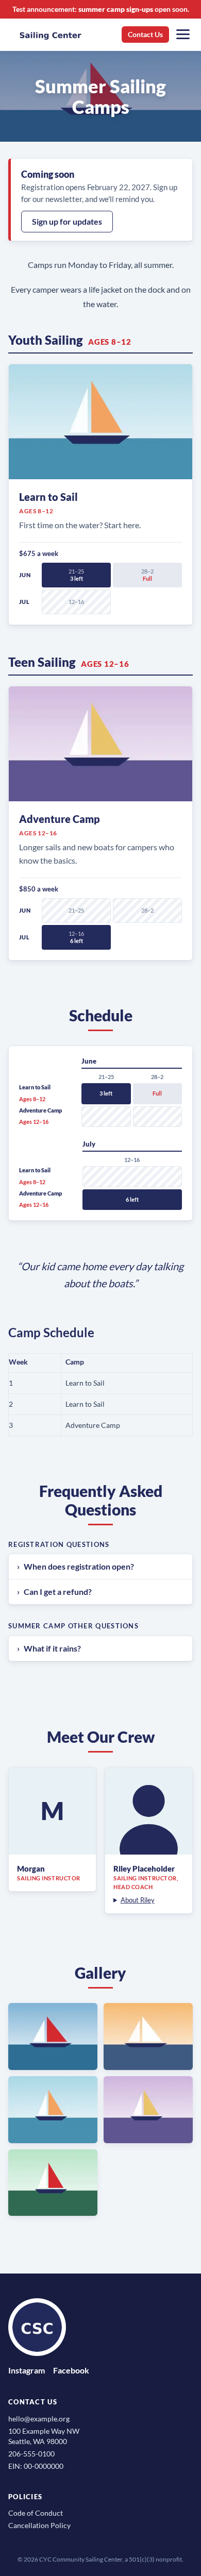 Test announcement: summer camp sign-ups open soon.
Sailing Center
Contact Us
Summer Sailing
Camps
Coming soon
Registration opens February 27, 2027. Sign up
for our newsletter, and we'll remind you.
Sign up for updates
Camps run Monday to Friday, all summer.
Every camper wears a life jacket on the dock and on
the water.
Youth Sailing AGES 8–12
Learn to Sail
AGES 8–12
First time on the water? Start here.
$675 a week
JUN
21–25
3 left
28–2
Full
JUL
12–16
Teen Sailing AGES 12–16
Adventure Camp
AGES 12–16
Longer sails and new boats for campers who
know the basics.
$850 a week
JUN
21–25
28–2
JUL
12–16
6 left
Schedule
June
21–25
28–2
Learn to Sail
Ages 8–12
3 left
Full
Adventure Camp
Ages 12–16
July
12–16
Learn to Sail
Ages 8–12
Adventure Camp
Ages 12–16
6 left
“Our kid came home every day talking
about the boats.”
Camp Schedule
Week Camp
1 Learn to Sail
2 Learn to Sail
3 Adventure Camp
Frequently Asked
Questions
REGISTRATION QUESTIONS
› When does registration open?
› Can I get a refund?
SUMMER CAMP OTHER QUESTIONS
› What if it rains?
Meet Our Crew
M
Morgan
SAILING INSTRUCTOR
Riley Placeholder
SAILING INSTRUCTOR,
HEAD COACH
▶ About Riley
Gallery
CSC
Instagram Facebook
CONTACT US
hello@example.org
100 Example Way NW
Seattle, WA 98000
206-555-0100
EIN: 00-0000000
POLICIES
Code of Conduct
Cancellation Policy
© 2026 CYC Community Sailing Center, a 501(c)(3) nonprofit.